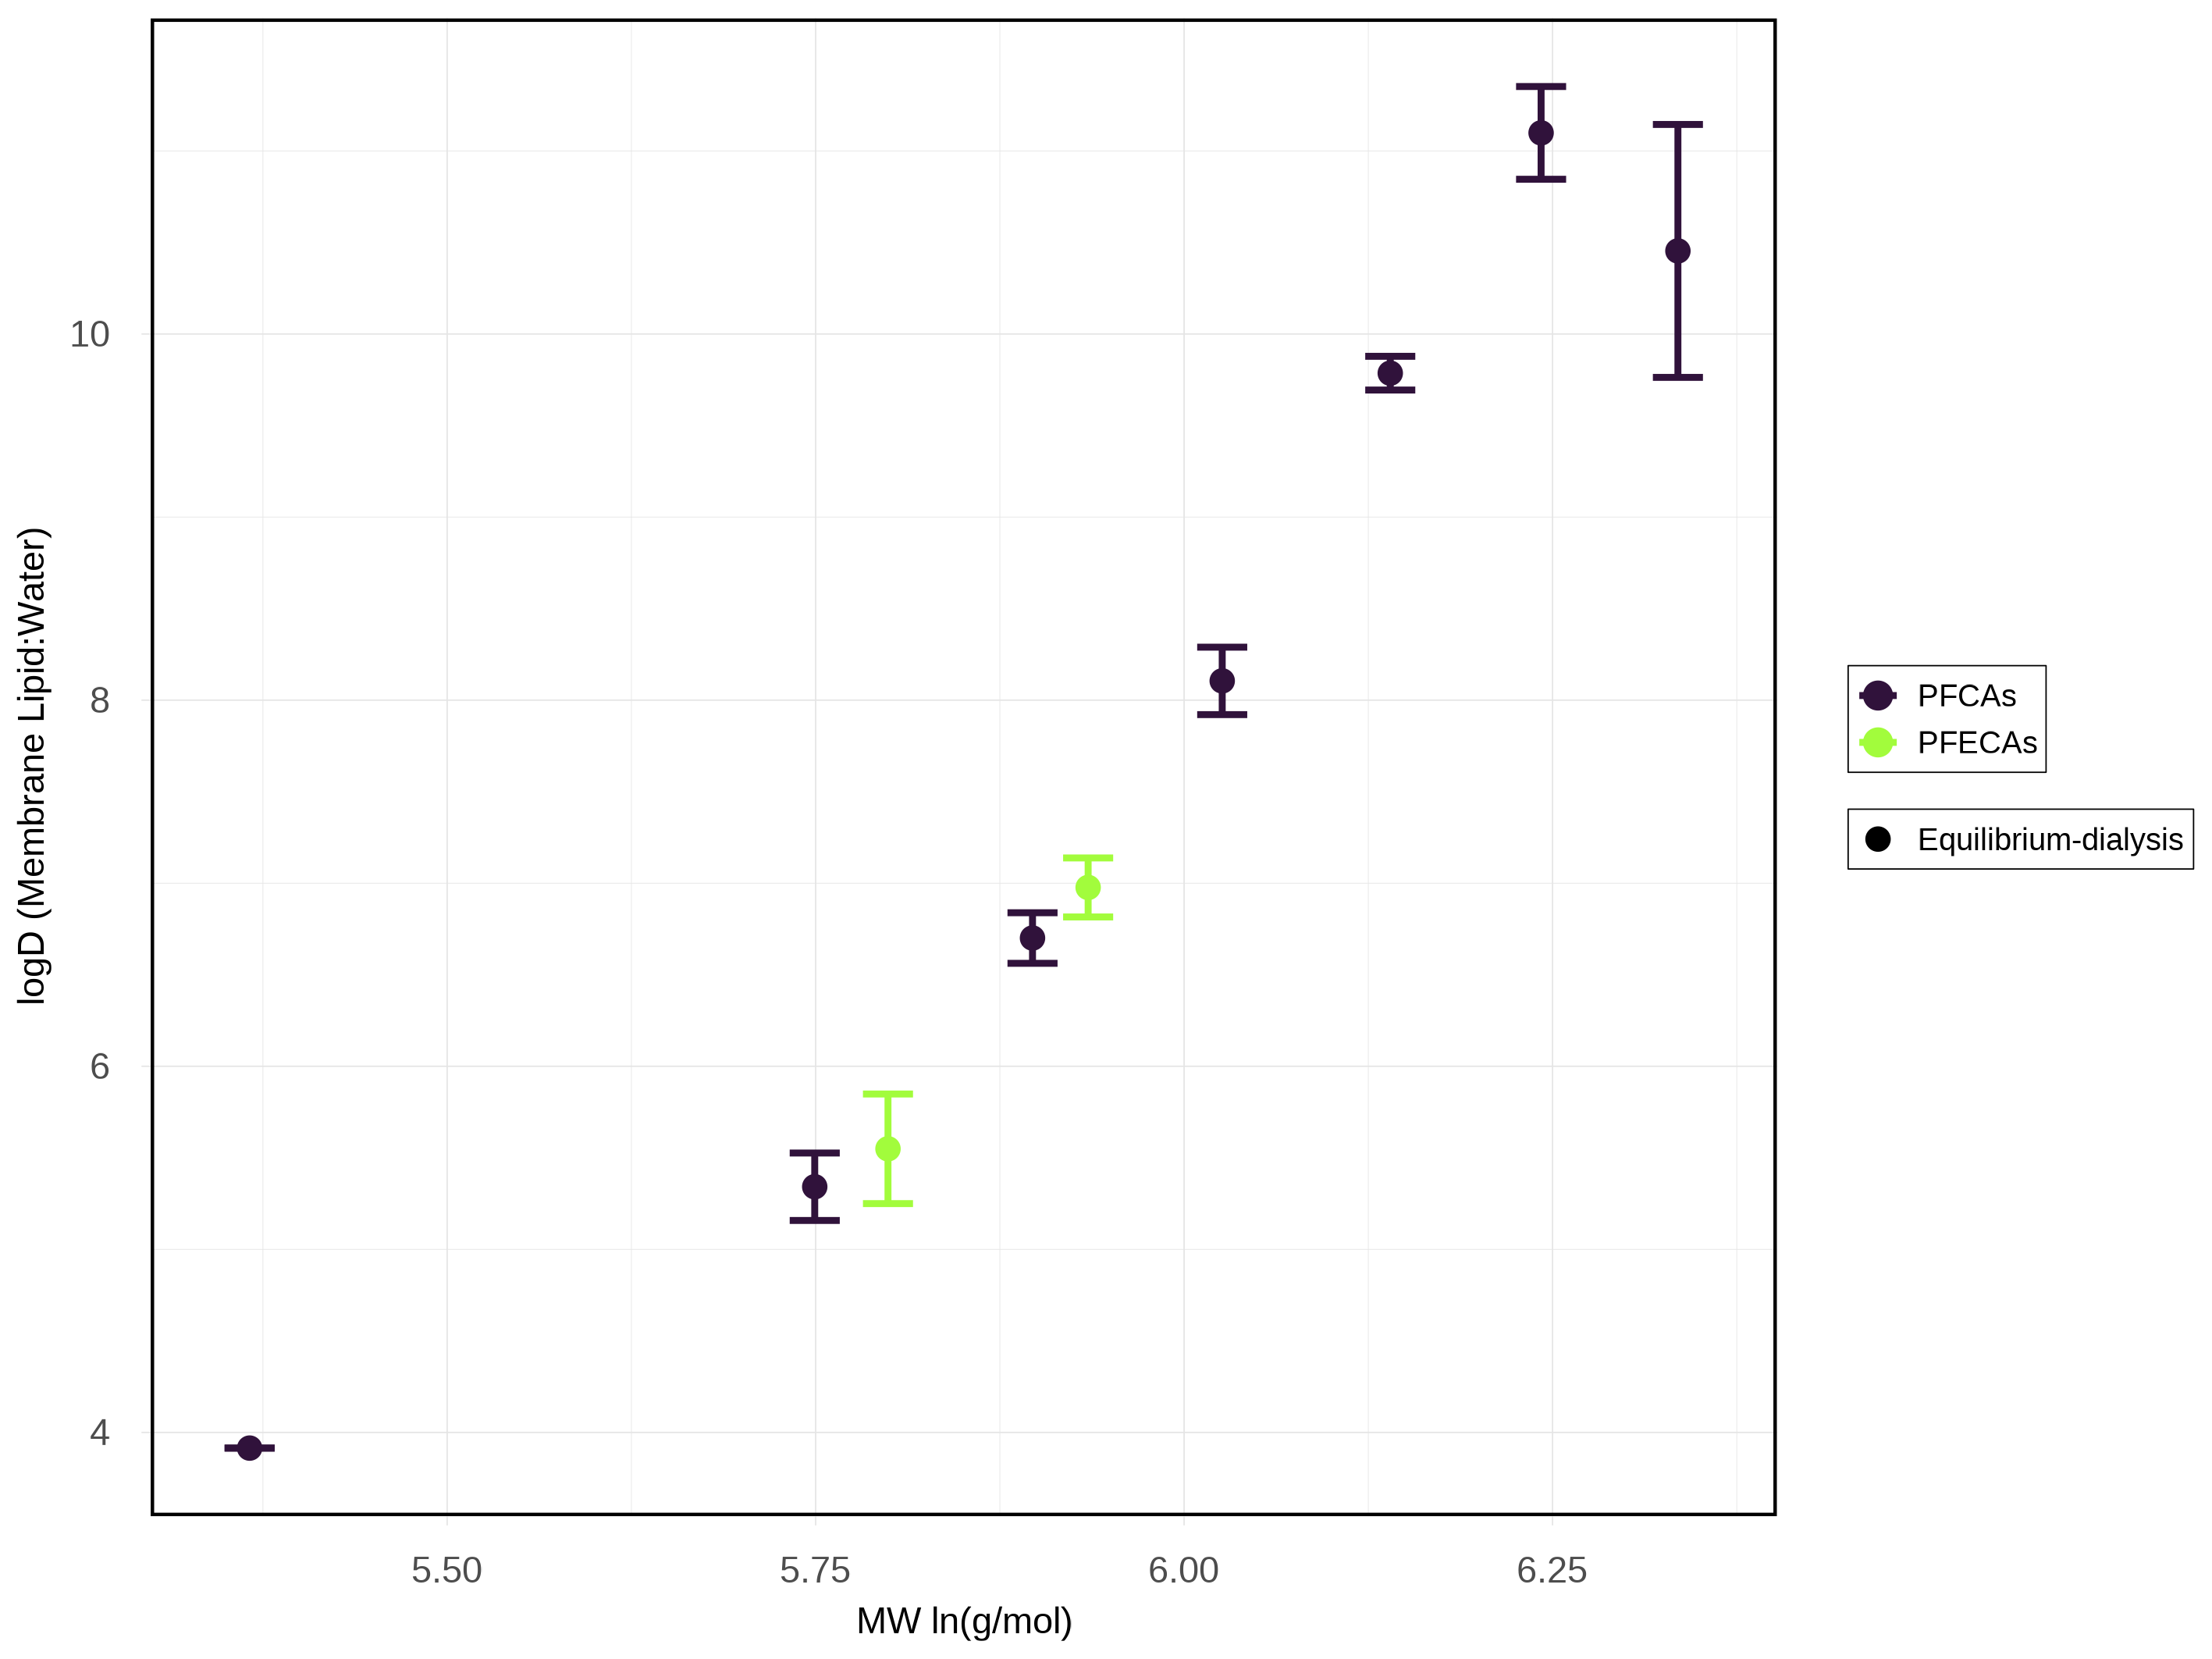 10
8
6
4
5.50
5.75
6.00
6.25
MW ln(g/mol)
logD (Membrane Lipid:Water)
PFCAs
PFECAs
Equilibrium-dialysis